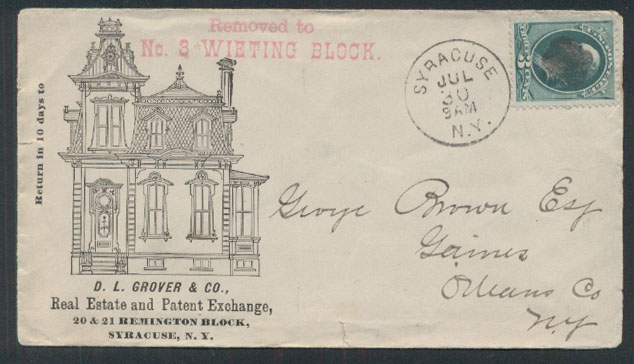 Removed to
No. 3 WIETING BLOCK.
Return in 10 days to
SYRACUSE
JUL
30
9AM
N.Y.
George Brown Esq
Gaines
Orleans Co
N.Y
D. L. GROVER & CO.,
Real Estate and Patent Exchange,
20 & 21 REMINGTON BLOCK,
SYRACUSE, N. Y.